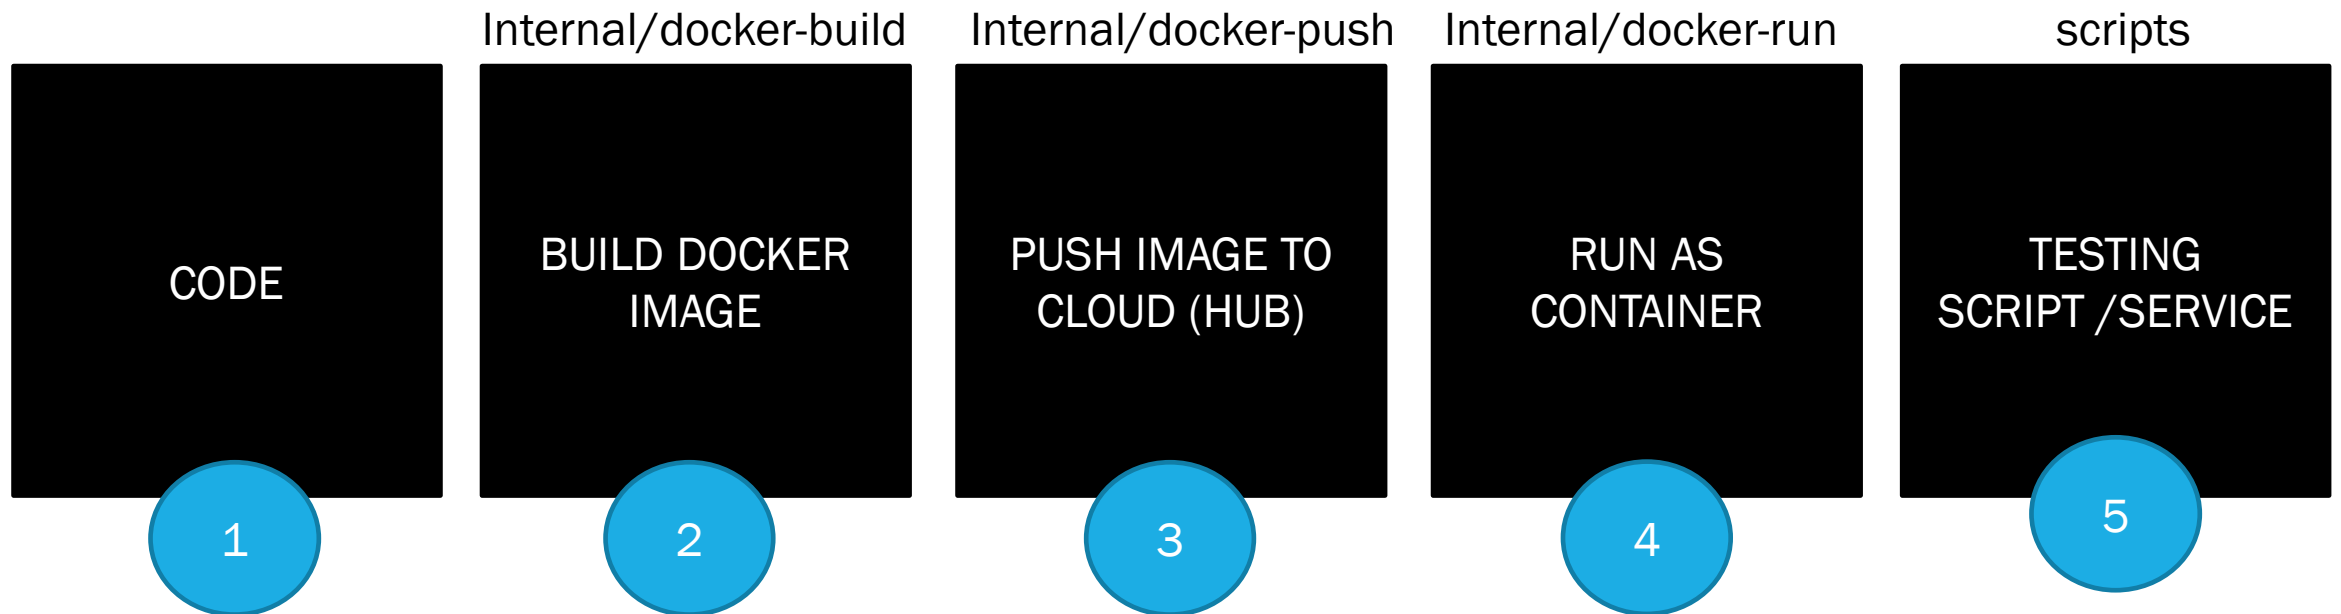 Internal/docker-build
Internal/docker-push
Internal/docker-run
scripts
CODE
BUILD DOCKER
IMAGE
PUSH IMAGE TO
CLOUD (HUB)
RUN AS
CONTAINER
TESTING
SCRIPT /SERVICE
1
2
3
4
5